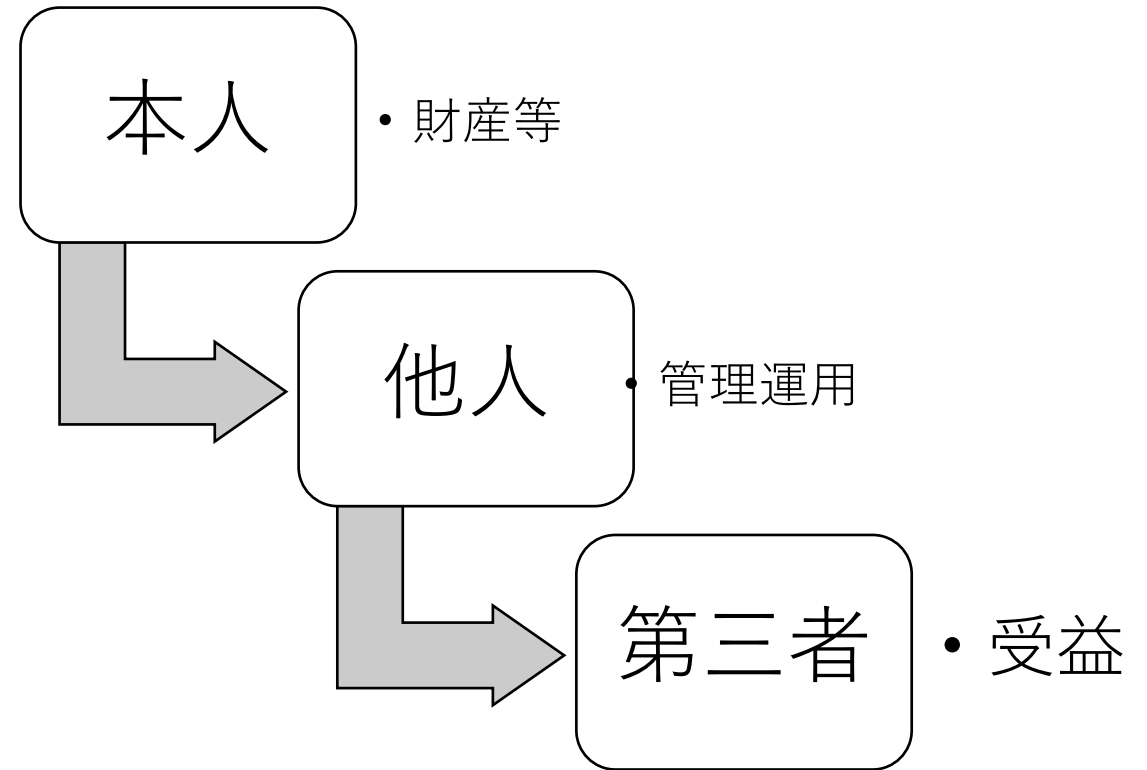 本人
• 財産等
他人
• 管理運用
第三者
• 受益